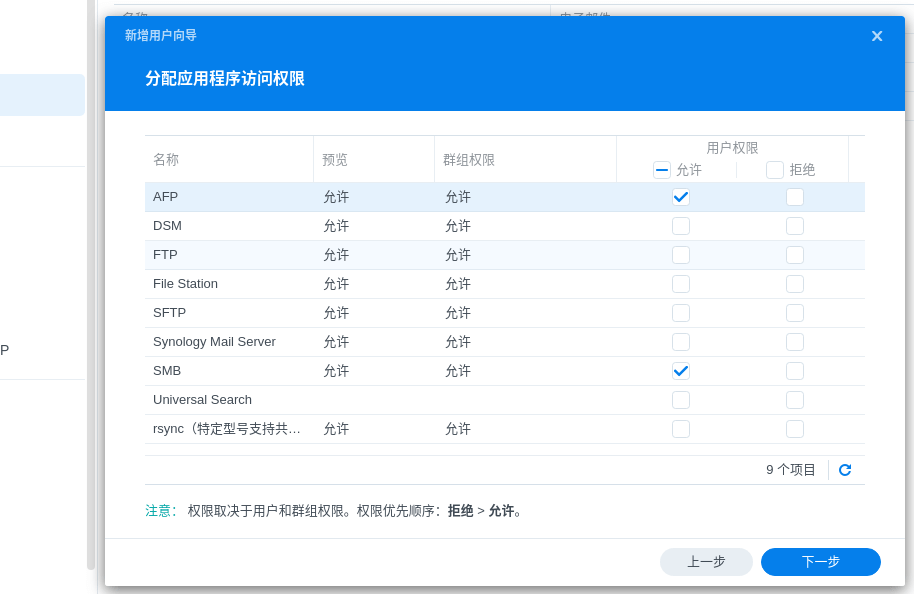 新增用户向导
分配应用程序访问权限
名称 预览 群组权限 用户权限
允许 拒绝
AFP 允许 允许
DSM 允许 允许
FTP 允许 允许
File Station 允许 允许
SFTP 允许 允许
Synology Mail Server 允许 允许
SMB 允许 允许
Universal Search
rsync（特定型号支持共… 允许 允许
9 个项目
注意： 权限取决于用户和群组权限。权限优先顺序：拒绝 > 允许。
上一步 下一步
P